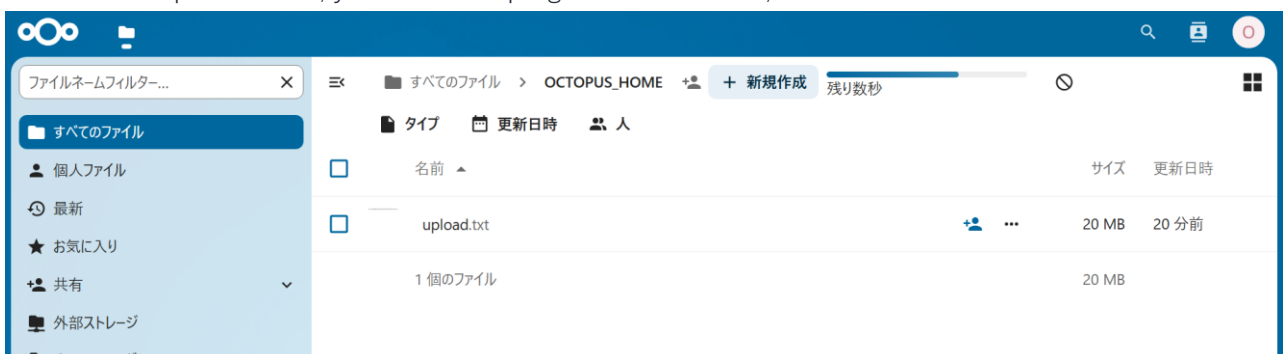 ファイルネームフィルター...
すべてのファイル > OCTOPUS_HOME + 新規作成 残り数秒
O
すべてのファイル
タイプ 更新日時 人
個人ファイル
名前 サイズ 更新日時
最新
upload.txt 20 MB 20 分前
お気に入り
共有
1 個のファイル 20 MB
外部ストレージ